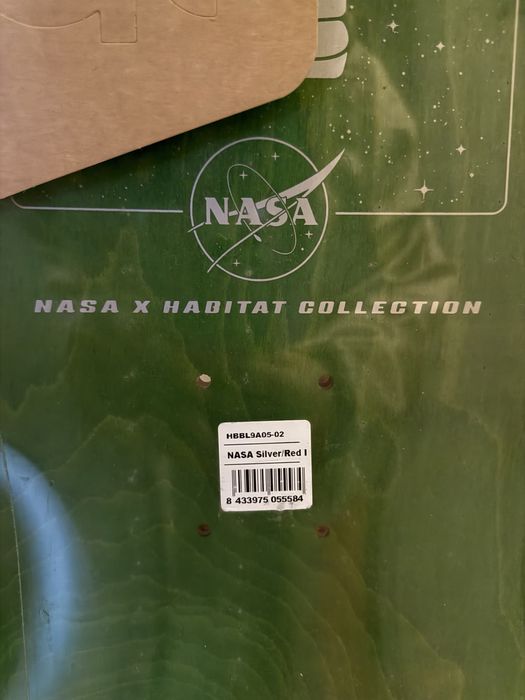 NASA
NASA X HABITAT COLLECTION
HBBL9A05-02
NASA Silver/Red I
8 433975 055584